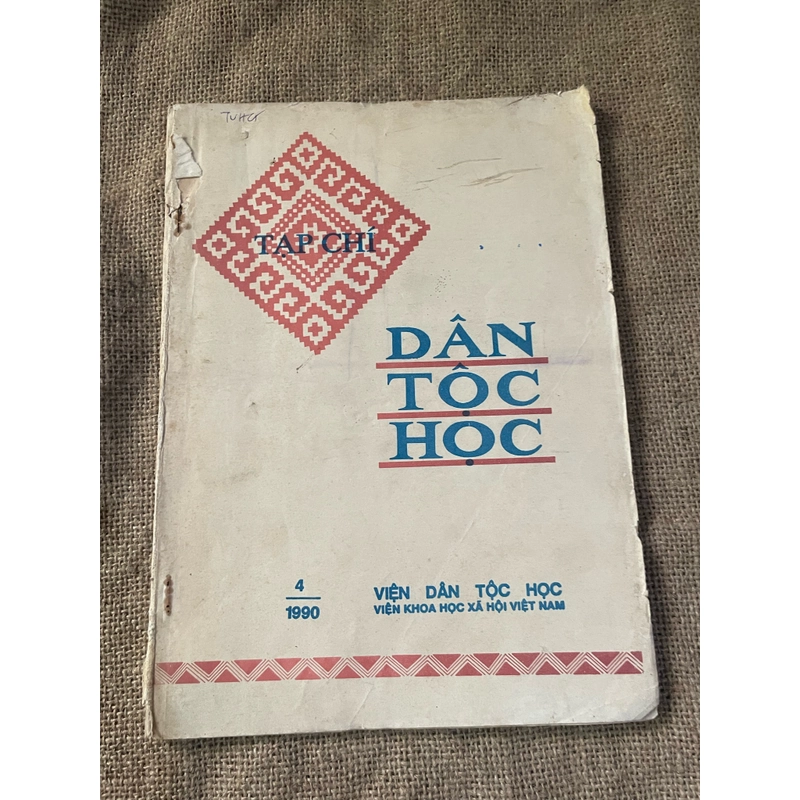 TẠP CHÍ
DÂN
TỘC
HỌC
4
1990
VIỆN DÂN TỘC HỌC
VIỆN KHOA HỌC XÃ HỘI VIỆT NAM